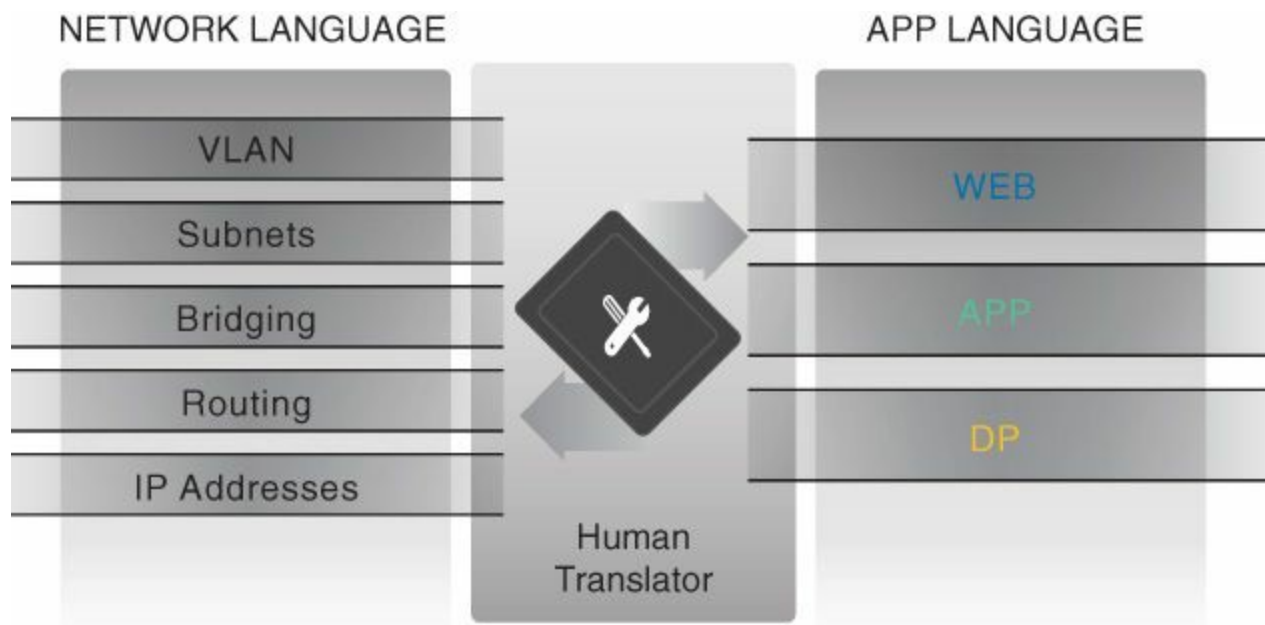 NETWORK LANGUAGE
APP LANGUAGE
VLAN
Subnets
Bridging
Routing
IP Addresses
Human
Translator
WEB
APP
DP